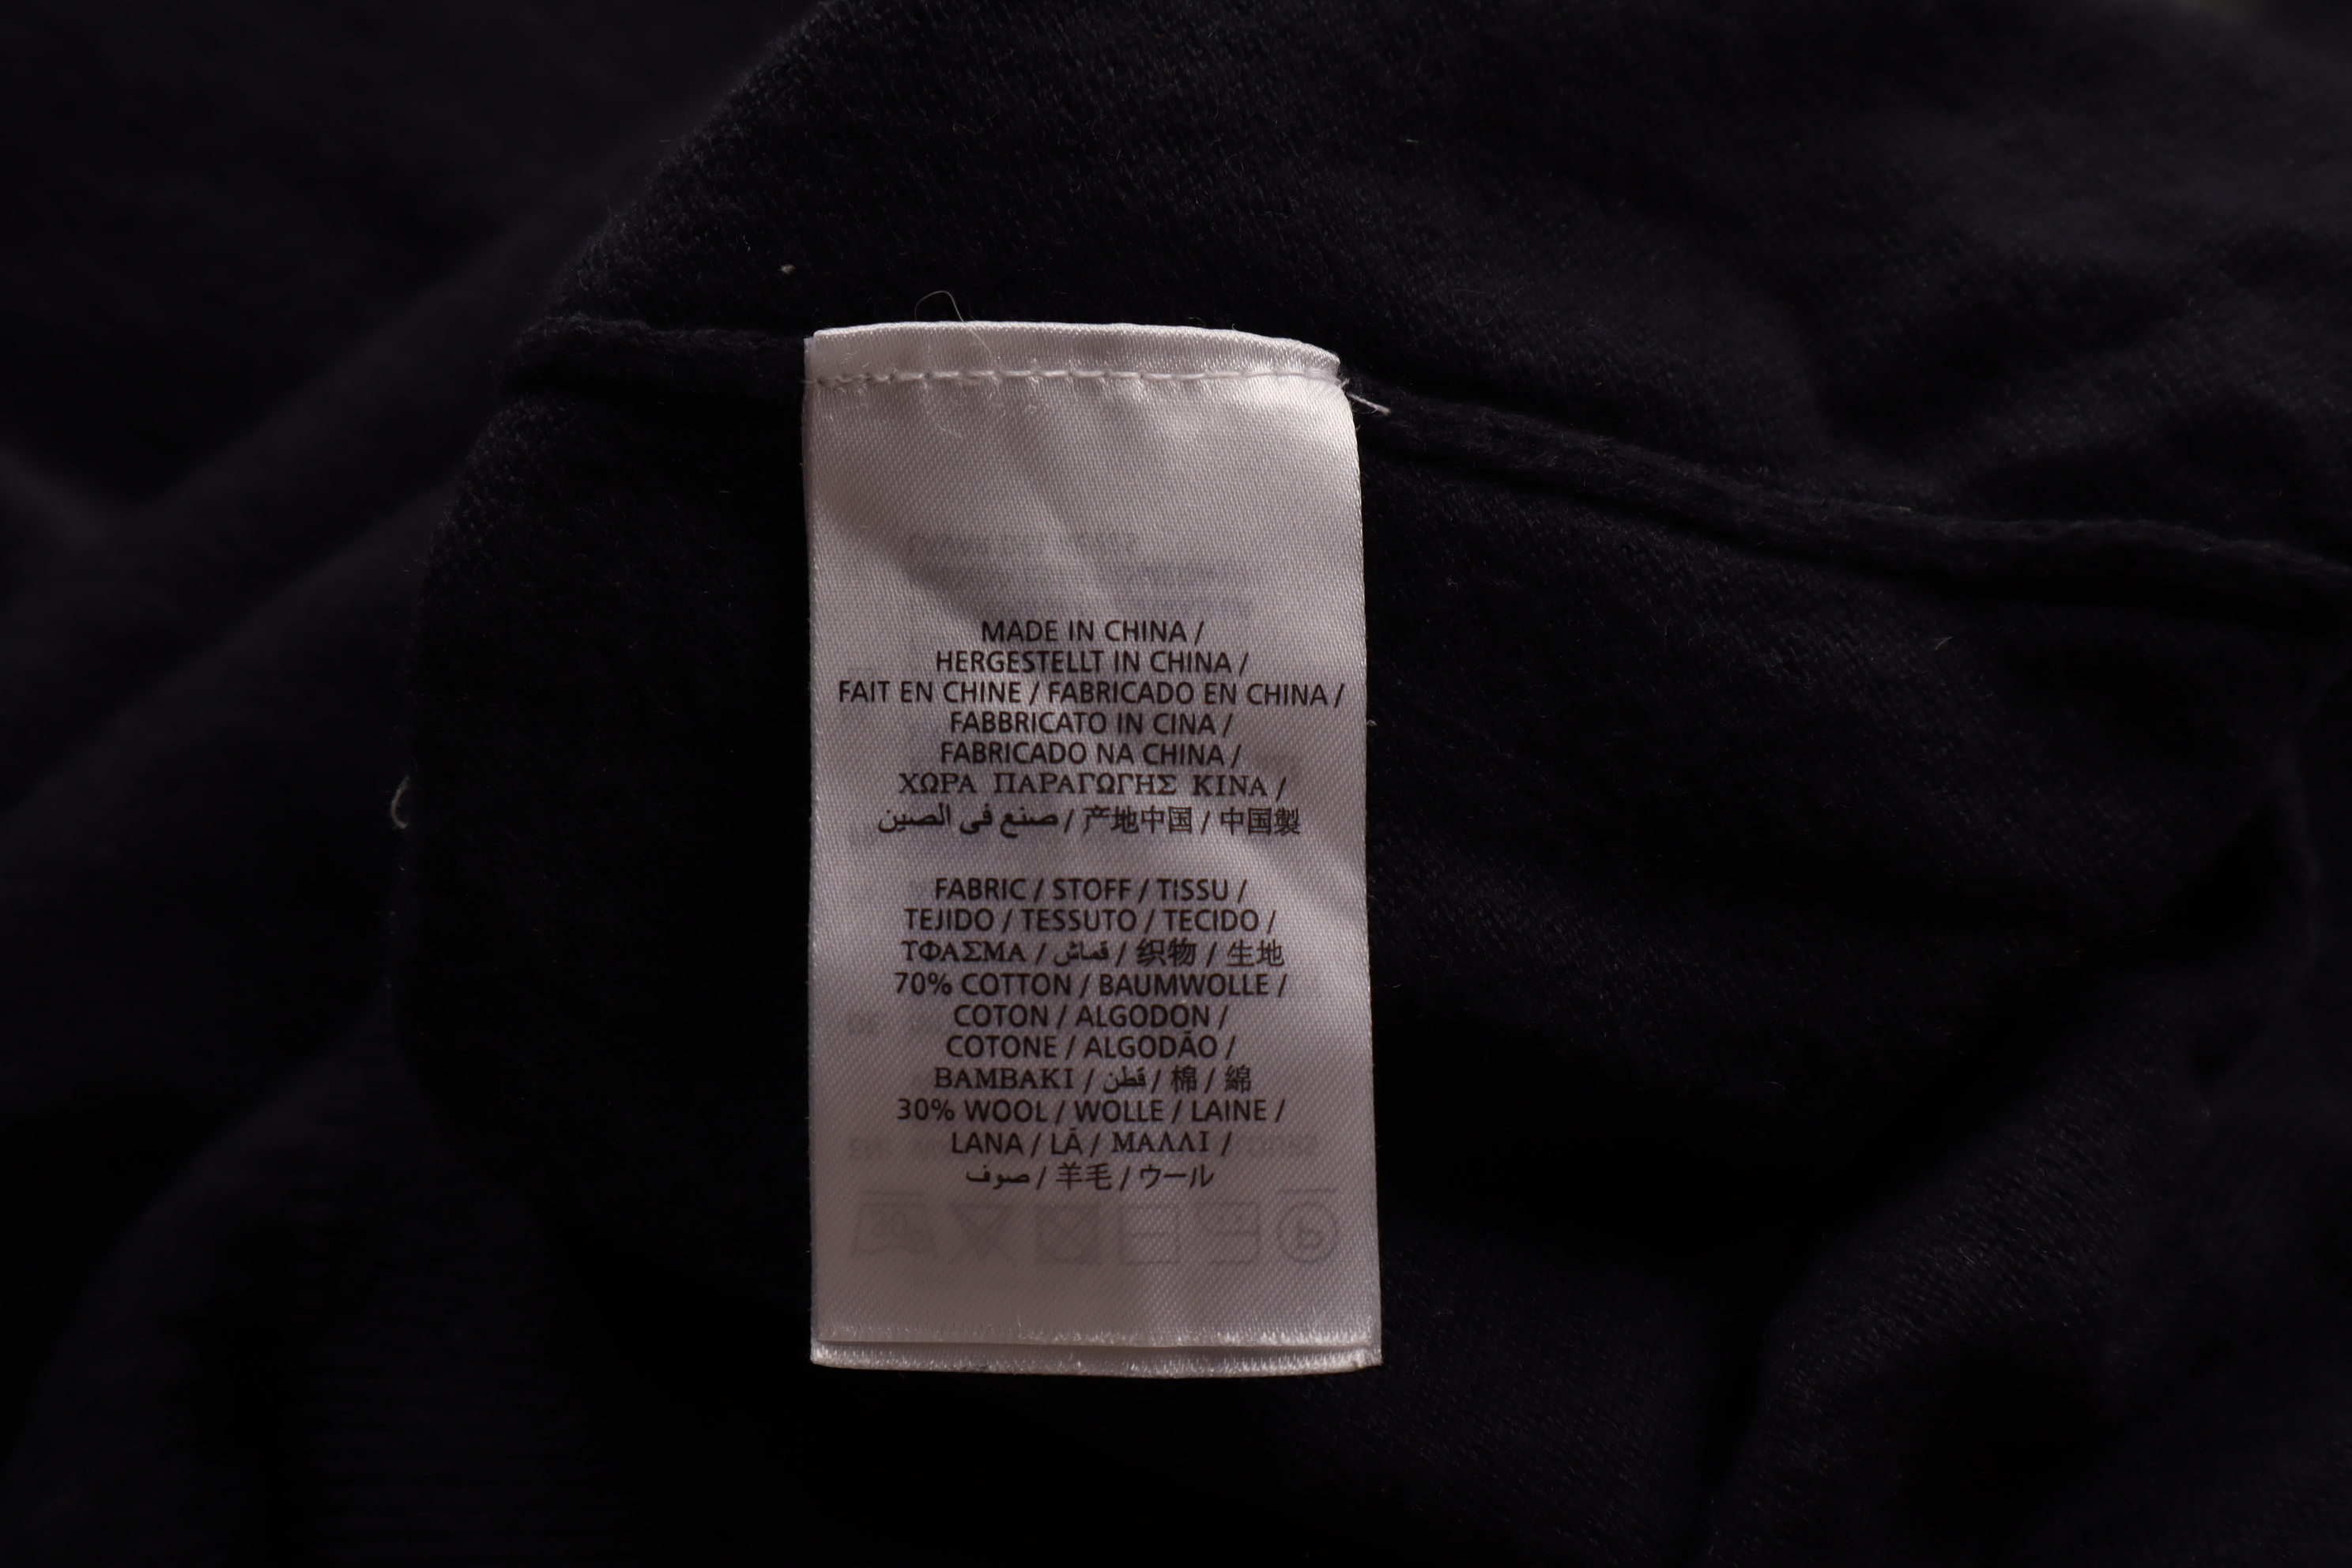 MADE IN CHINA /
HERGESTELLT IN CHINA /
FAIT EN CHINE / FABRICADO EN CHINA /
FABBRICATO IN CINA /
FABRICADO NA CHINA /
ΧΩΡΑ ΠΑΡΑΓΩΓΗΣ ΚΙΝΑ /
صنع في الصين / 产地中国 / 中国製
FABRIC / STOFF / TISSU /
TEJIDO / TESSUTO / TECIDO /
ΤΦΑΣΜΑ / قماش / 织物 / 生地
70% COTTON / BAUMWOLLE /
COTON / ALGODON /
COTONE / ALGODÃO /
ΒΑΜΒΑΚΙ / قطن / 棉 / 綿
30% WOOL / WOLLE / LAINE /
LANA / LÃ / ΜΑΛΛΙ /
صوف / 羊毛 / ウール